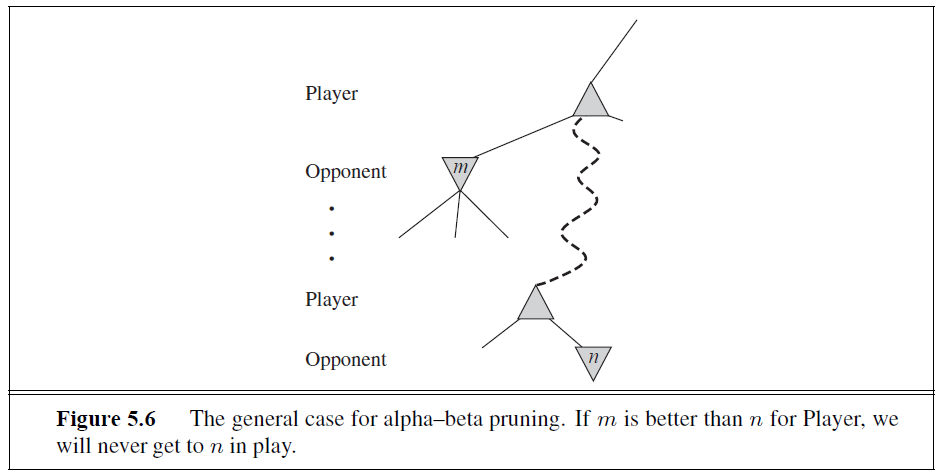 Player
Opponent
m
Player
Opponent
n
Figure 5.6 The general case for alpha–beta pruning. If m is better than n for Player, we
will never get to n in play.